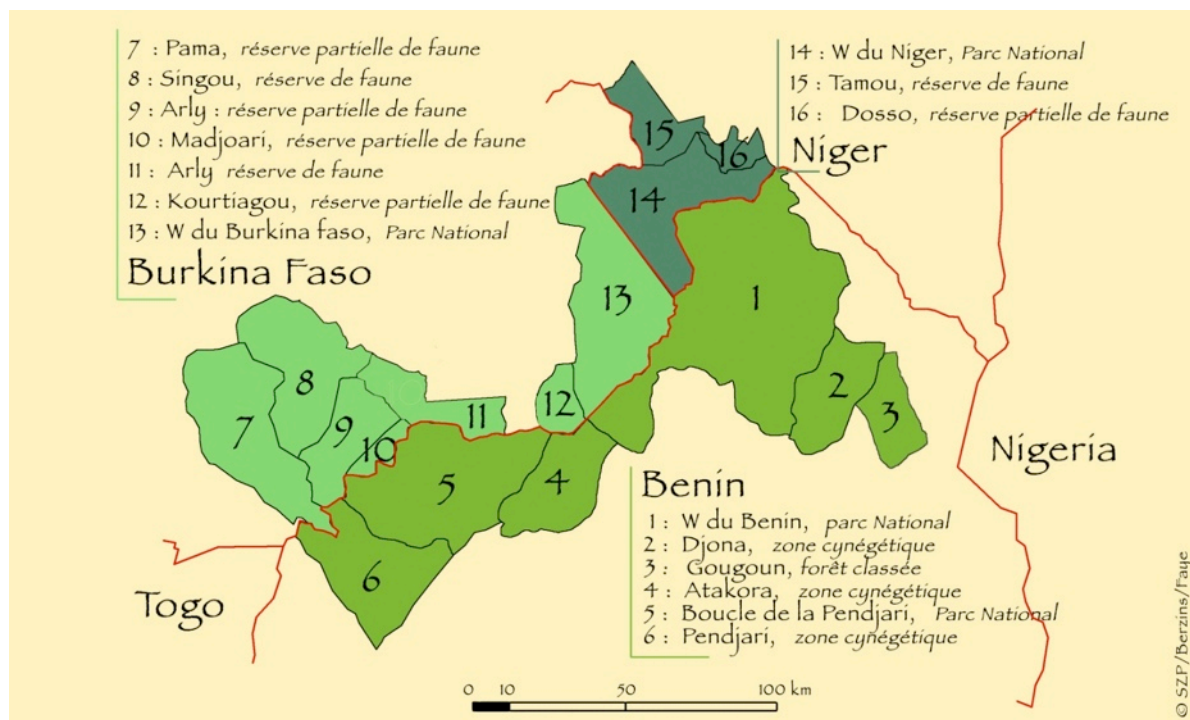 7 : Pama, réserve partielle de faune
8 : Singou, réserve de faune
9 : Arly : réserve partielle de faune
10 : Madjoari, réserve partielle de faune
11 : Arly réserve de faune
12 : Kourtiagou, réserve partielle de faune
13 : W du Burkina faso, Parc National
Burkina Faso
14 : W du Niger, Parc National
15 : Tamou, réserve de faune
16 : Dosso, réserve partielle de faune
Niger
15
16
14
13
1
8
7
9
10
11
12
2
3
5
4
6
Nigeria
Togo
Benin
1 : W du Benin, parc National
2 : Djona, zone cynégétique
3 : Gougoun, forêt classée
4 : Atakora, zone cynégétique
5 : Boucle de la Pendjari, Parc National
6 : Pendjari, zone cynégétique
0 10 50 100 km
© SZP/Berzins/Faye